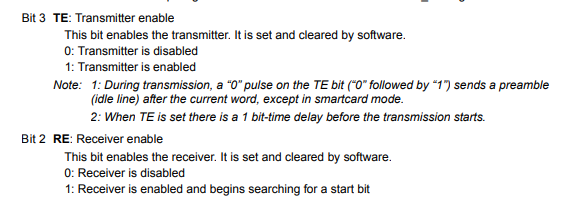 Bit 3 TE: Transmitter enable
This bit enables the transmitter. It is set and cleared by software.
0: Transmitter is disabled
1: Transmitter is enabled
Note: 1: During transmission, a “0” pulse on the TE bit (“0” followed by “1”) sends a preamble
(idle line) after the current word, except in smartcard mode.
2: When TE is set there is a 1 bit-time delay before the transmission starts.
Bit 2 RE: Receiver enable
This bit enables the receiver. It is set and cleared by software.
0: Receiver is disabled
1: Receiver is enabled and begins searching for a start bit